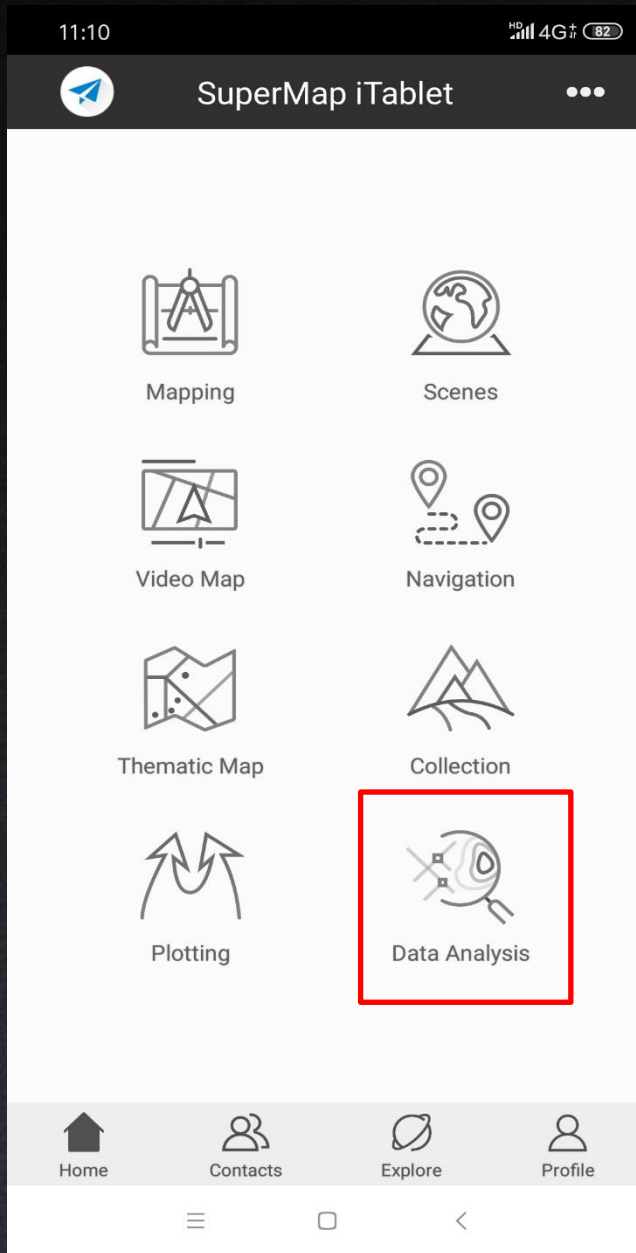 11:10 HD 4G+ 82
SuperMap iTablet
Mapping Scenes
Video Map Navigation
Thematic Map Collection
Plotting Data Analysis
Home Contacts Explore Profile